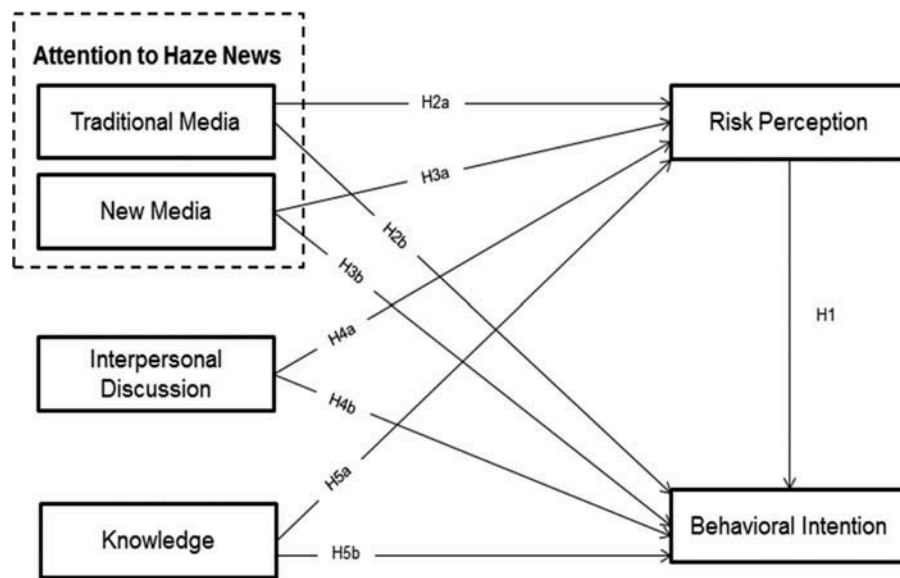 Attention to Haze News
Traditional Media
New Media
Interpersonal
Discussion
Knowledge
H2a
H3a
H2b
H3b
H4a
H4b
H5a
H5b
Risk Perception
H1
Behavioral Intention